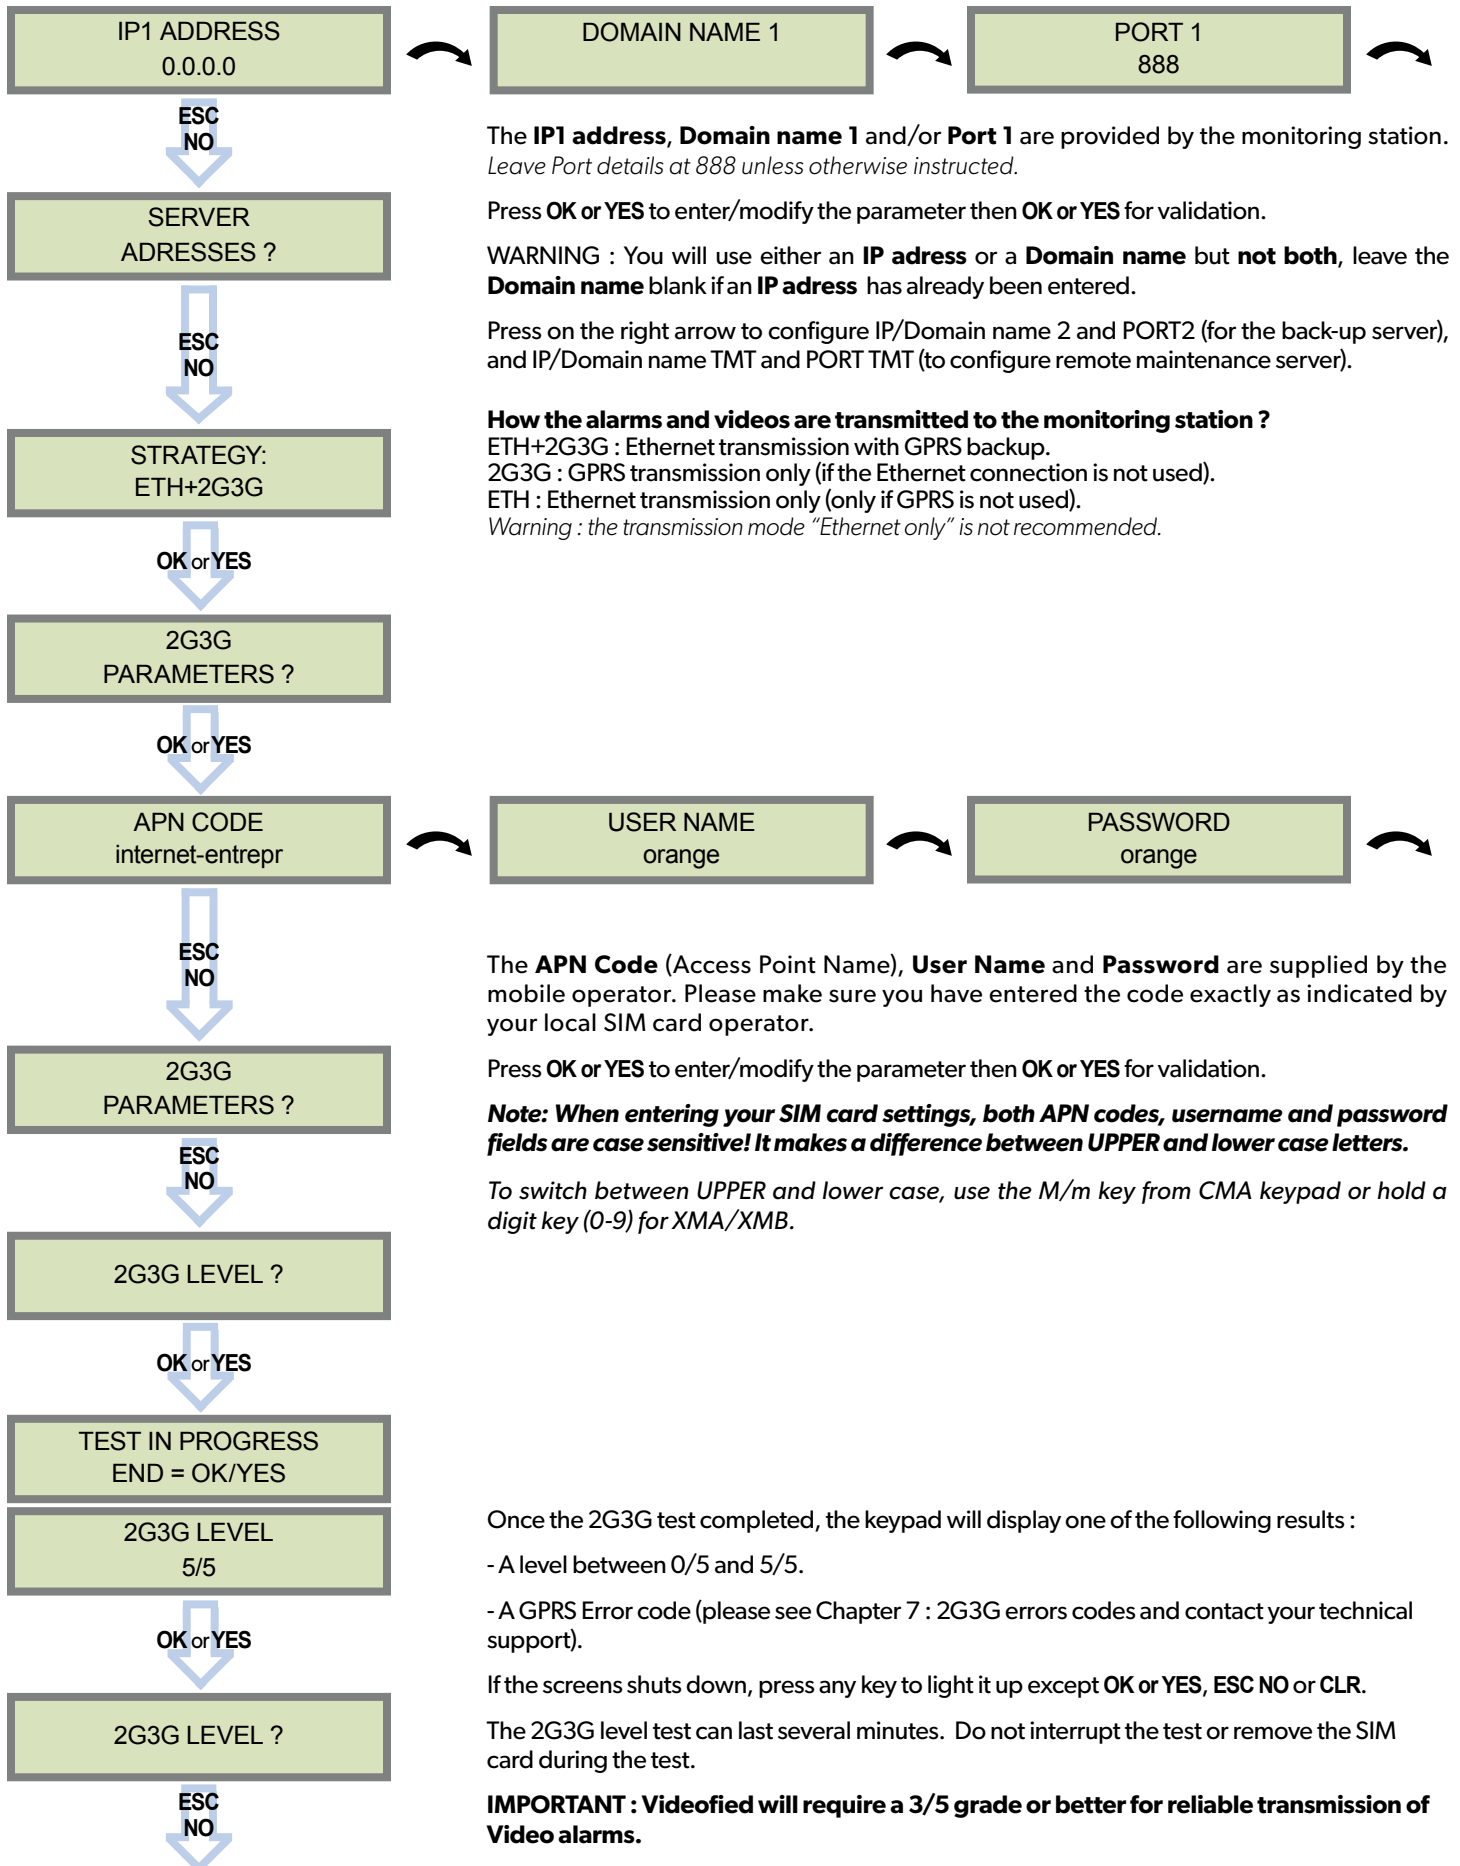 IP1 ADDRESS
0.0.0.0
DOMAIN NAME 1
PORT 1
888
ESC
NO
The IP1 address, Domain name 1 and/or Port 1 are provided by the monitoring station.
Leave Port details at 888 unless otherwise instructed.
SERVER
ADRESSES ?
Press OK or YES to enter/modify the parameter then OK or YES for validation.
WARNING : You will use either an IP adress or a Domain name but not both, leave the
Domain name blank if an IP adress has already been entered.
ESC
NO
Press on the right arrow to configure IP/Domain name 2 and PORT2 (for the back-up server),
and IP/Domain name TMT and PORT TMT (to configure remote maintenance server).
STRATEGY:
ETH+2G3G
How the alarms and videos are transmitted to the monitoring station ?
ETH+2G3G : Ethernet transmission with GPRS backup.
2G3G : GPRS transmission only (if the Ethernet connection is not used).
ETH : Ethernet transmission only (only if GPRS is not used).
Warning : the transmission mode “Ethernet only” is not recommended.
OK or YES
2G3G
PARAMETERS ?
OK or YES
APN CODE
internet-entrepr
USER NAME
orange
PASSWORD
orange
ESC
NO
The APN Code (Access Point Name), User Name and Password are supplied by the
mobile operator. Please make sure you have entered the code exactly as indicated by
your local SIM card operator.
2G3G
PARAMETERS ?
Press OK or YES to enter/modify the parameter then OK or YES for validation.
Note: When entering your SIM card settings, both APN codes, username and password
fields are case sensitive! It makes a difference between UPPER and lower case letters.
ESC
NO
To switch between UPPER and lower case, use the M/m key from CMA keypad or hold a
digit key (0-9) for XMA/XMB.
2G3G LEVEL ?
OK or YES
TEST IN PROGRESS
END = OK/YES
2G3G LEVEL
5/5
Once the 2G3G test completed, the keypad will display one of the following results :
- A level between 0/5 and 5/5.
- A GPRS Error code (please see Chapter 7 : 2G3G errors codes and contact your technical
support).
OK or YES
If the screens shuts down, press any key to light it up except OK or YES, ESC NO or CLR.
2G3G LEVEL ?
The 2G3G level test can last several minutes. Do not interrupt the test or remove the SIM
card during the test.
ESC
NO
IMPORTANT : Videofied will require a 3/5 grade or better for reliable transmission of
Video alarms.